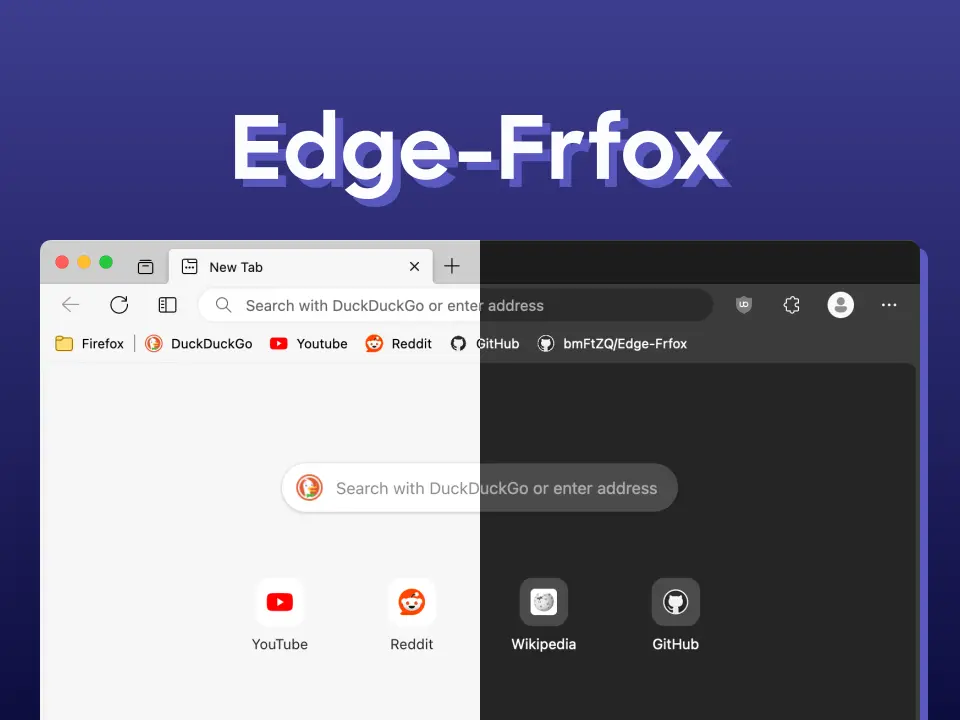 Edge-Frfox
New Tab
Search with DuckDuckGo or enter address
Firefox DuckDuckGo Youtube Reddit GitHub bmFtZQ/Edge-Frfox
Search with DuckDuckGo or enter address
YouTube Reddit Wikipedia GitHub